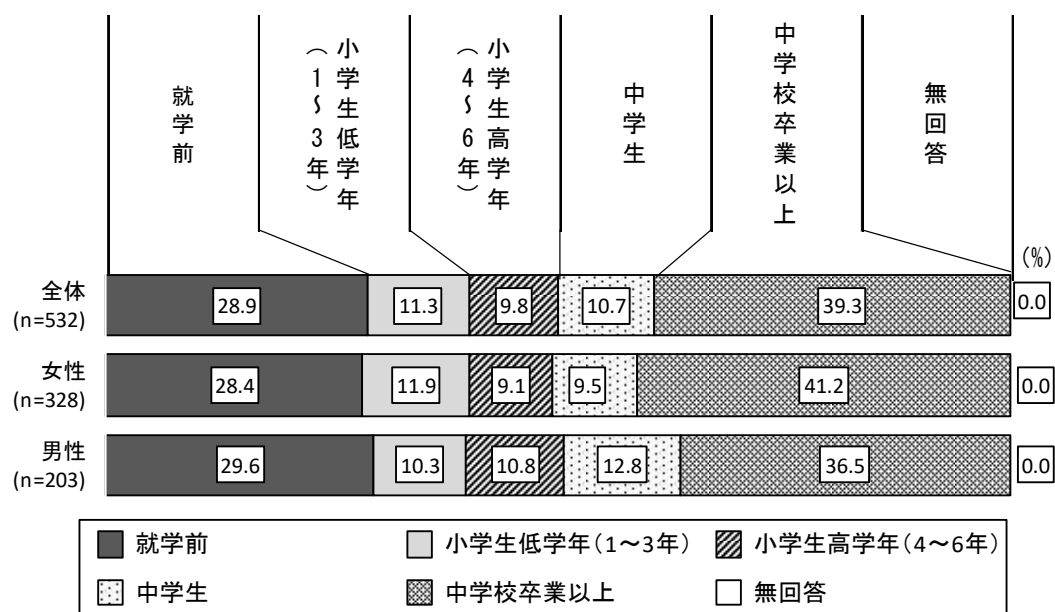 就学前
小学生低学年
（1～3年）
小学生高学年
（4～6年）
中学生
中学校卒業以上
無回答
(%)
全体
(n=532)
28.9
11.3
9.8
10.7
39.3
0.0
女性
(n=328)
28.4
11.9
9.1
9.5
41.2
0.0
男性
(n=203)
29.6
10.3
10.8
12.8
36.5
0.0
就学前
小学生低学年（1～3年）
小学生高学年（4～6年）
中学生
中学校卒業以上
無回答